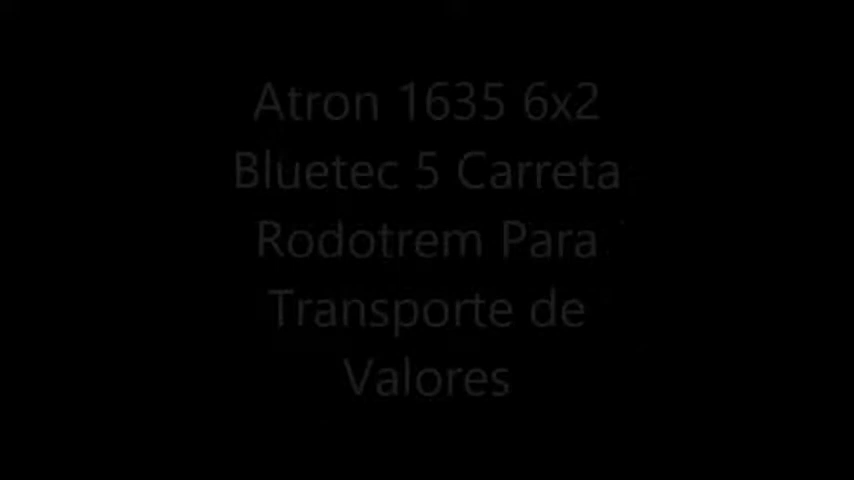 Atron 1635 6x2
Bluetec 5 Carreta
Rodotrem Para
Transporte de
Valores